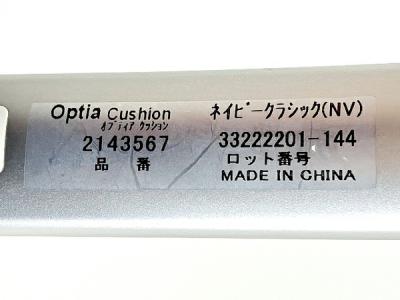 Optia Cushion ネイビークラシック(NV)
オプティア クッション
2143567 33222201-144
品 番 ロット番号
MADE IN CHINA